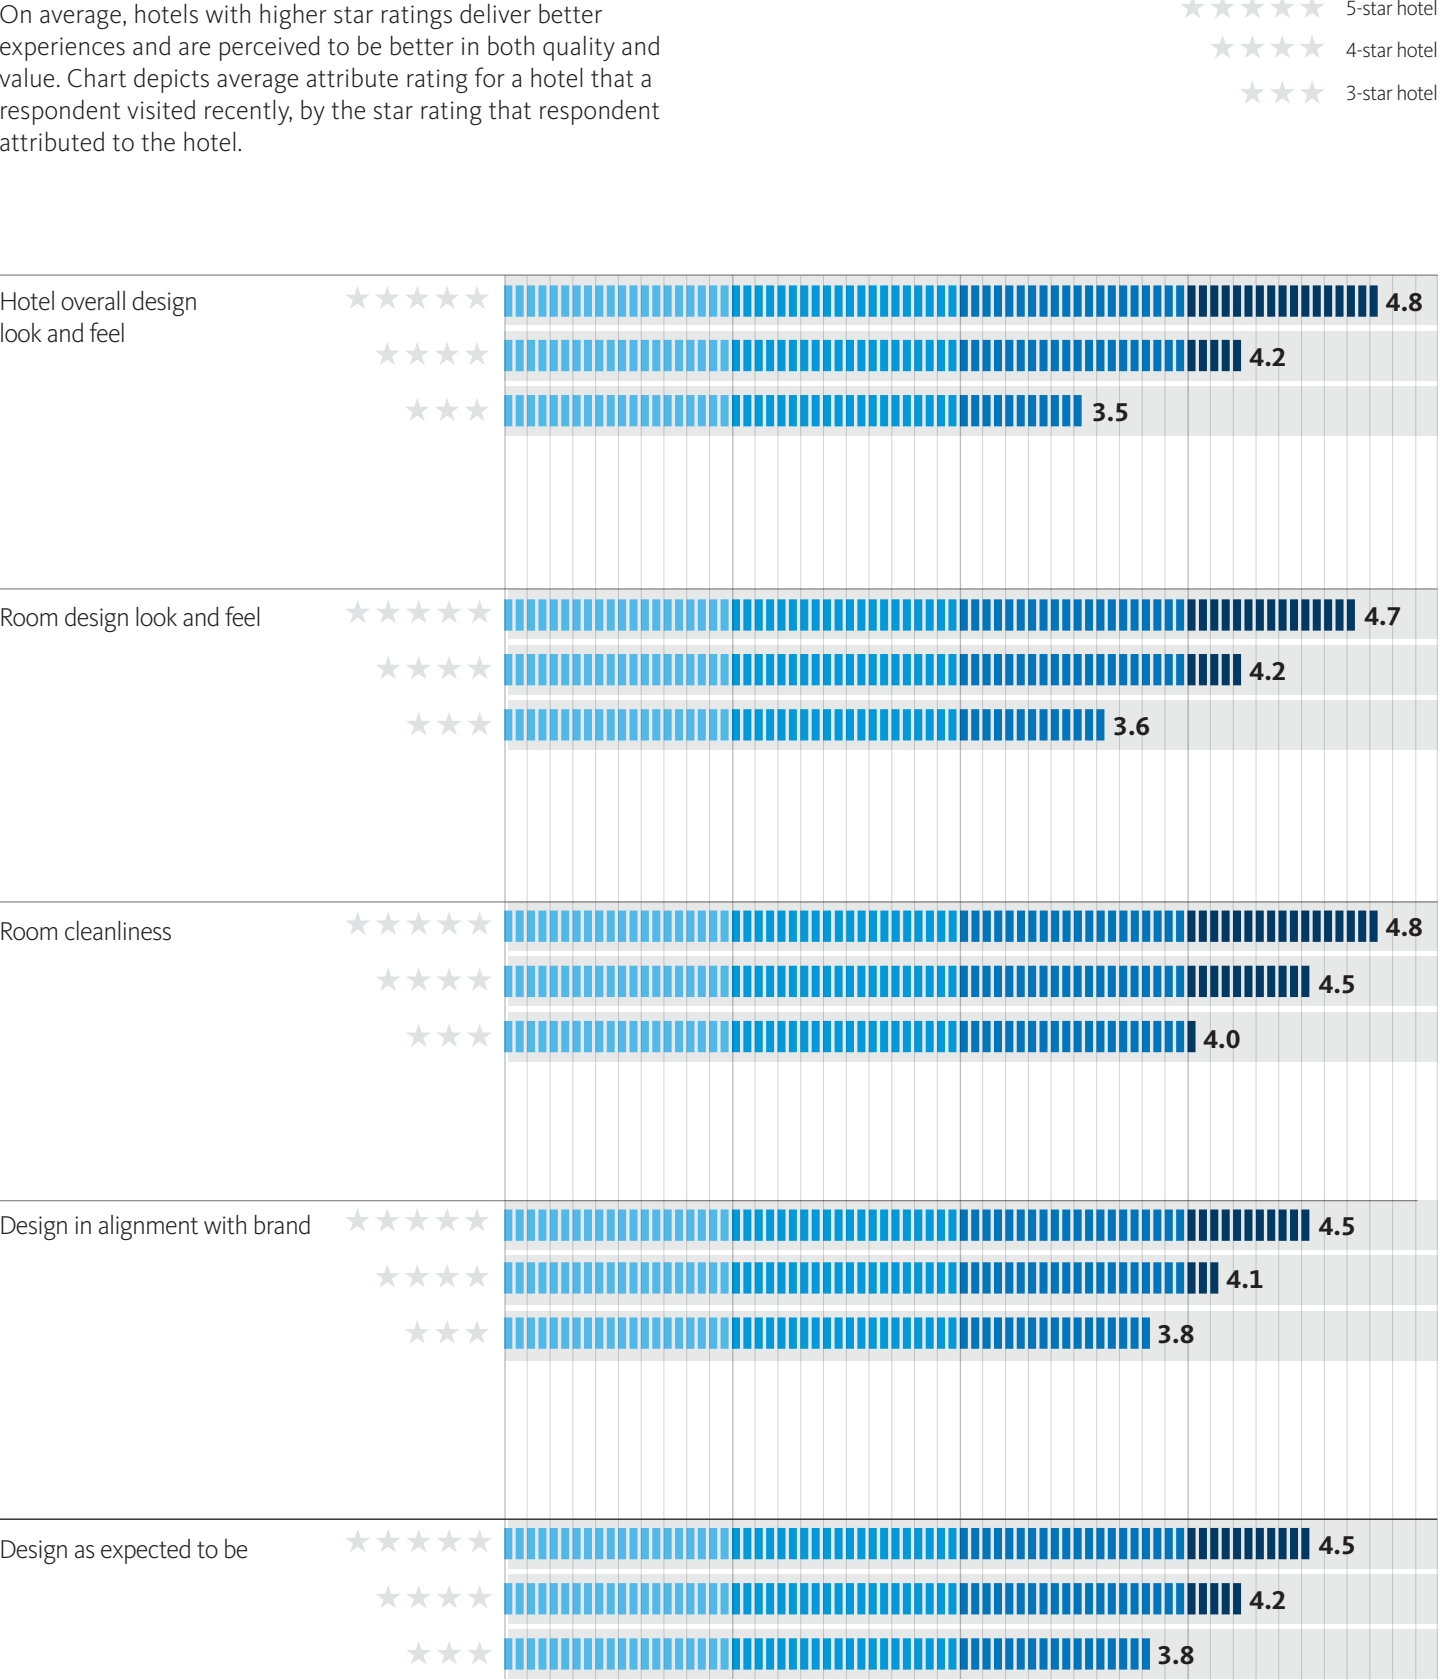 On average, hotels with higher star ratings deliver better
experiences and are perceived to be better in both quality and
value. Chart depicts average attribute rating for a hotel that a
respondent visited recently, by the star rating that respondent
attributed to the hotel.
5-star hotel
4-star hotel
3-star hotel
Hotel overall design
look and feel
4.8
4.2
3.5
Room design look and feel
4.7
4.2
3.6
Room cleanliness
4.8
4.5
4.0
Design in alignment with brand
4.5
4.1
3.8
Design as expected to be
4.5
4.2
3.8